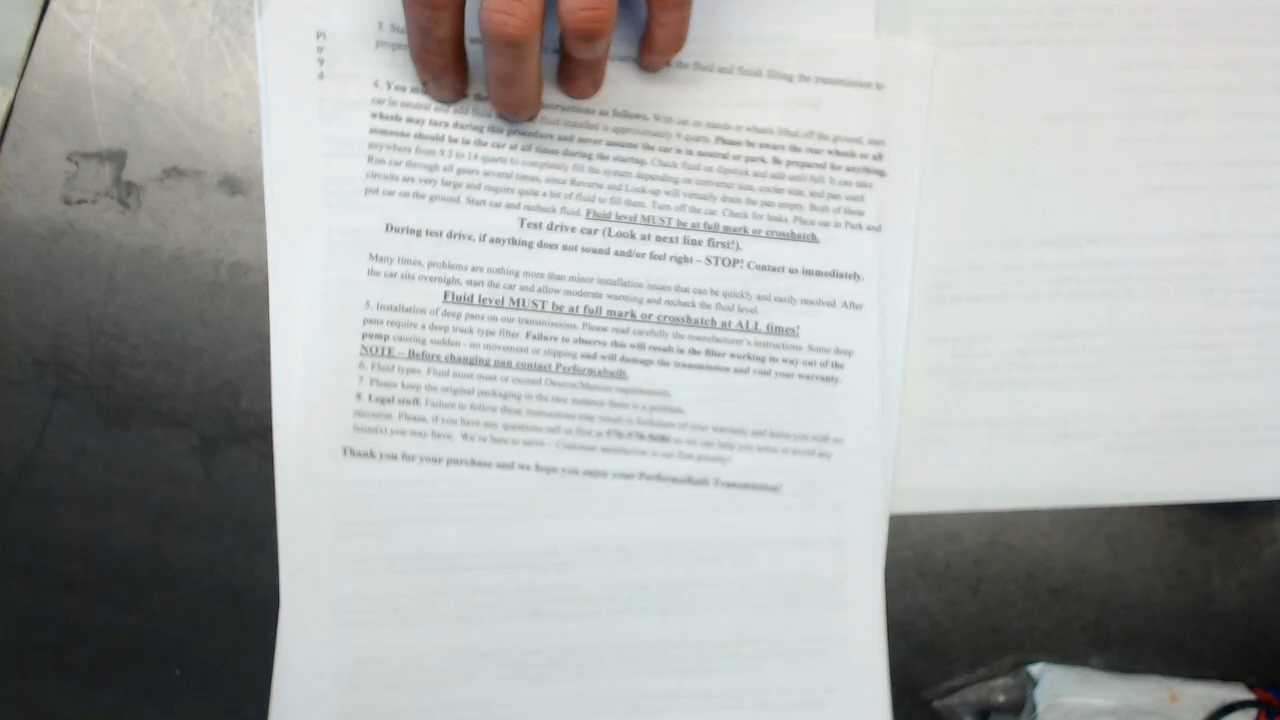 3. Sta
the fluid and finish filling the transmission to
proper
4. You m instructions as follows. With car on stands or wheels lifted off the ground, start
car in neutral and add fluid installed is approximately 9 quarts. Please be aware the rear wheels or all
wheels may turn during this procedure and never assume the car is in neutral or park. Be prepared for anything,
someone should be in the car at all times during the startup. Check fluid on dipstick and add until full. It can take
anywhere from 9.5 to 14 quarts to completely fill the system depending on converter size, cooler size, and pan used.
Run car through all gears several times, since Reverse and Lock-up will virtually drain the pan empty. Both of these
circuits are very large and require quite a bit of fluid to fill them. Turn off the car. Check for leaks. Place car in Park and
put car on the ground. Start car and recheck fluid. Fluid level MUST be at full mark or crosshatch.
Test drive car (Look at next line first!).
During test drive, if anything does not sound and/or feel right – STOP! Contact us immediately.
Many times, problems are nothing more than minor installation issues that can be quickly and easily resolved. After
the car sits overnight, start the car and allow moderate warming and recheck the fluid level.
Fluid level MUST be at full mark or crosshatch at ALL times!
5. Installation of deep pans on our transmissions. Please read carefully the manufacturer's instructions. Some deep
pans require a deep truck type filter. Failure to observe this will result in the filter working its way out of the
pump causing sudden - no movement or slipping and will damage the transmission and void your warranty.
NOTE – Before changing pan contact Performabuilt.
6. Fluid types. Fluid must meet or exceed Dexron/Mercon requirements.
7. Please keep the original packaging in the rare instance there is a problem.
8. Legal stuff. Failure to follow these instructions may result in forfeiture of your warranty and leave you with no
recourse. Please, if you have any questions call us first at so we can help you solve or avoid any
issue(s) you may have. We're here to serve - Customer satisfaction is our first priority!
Thank you for your purchase and we hope you enjoy your PerformaBuilt Transmission!